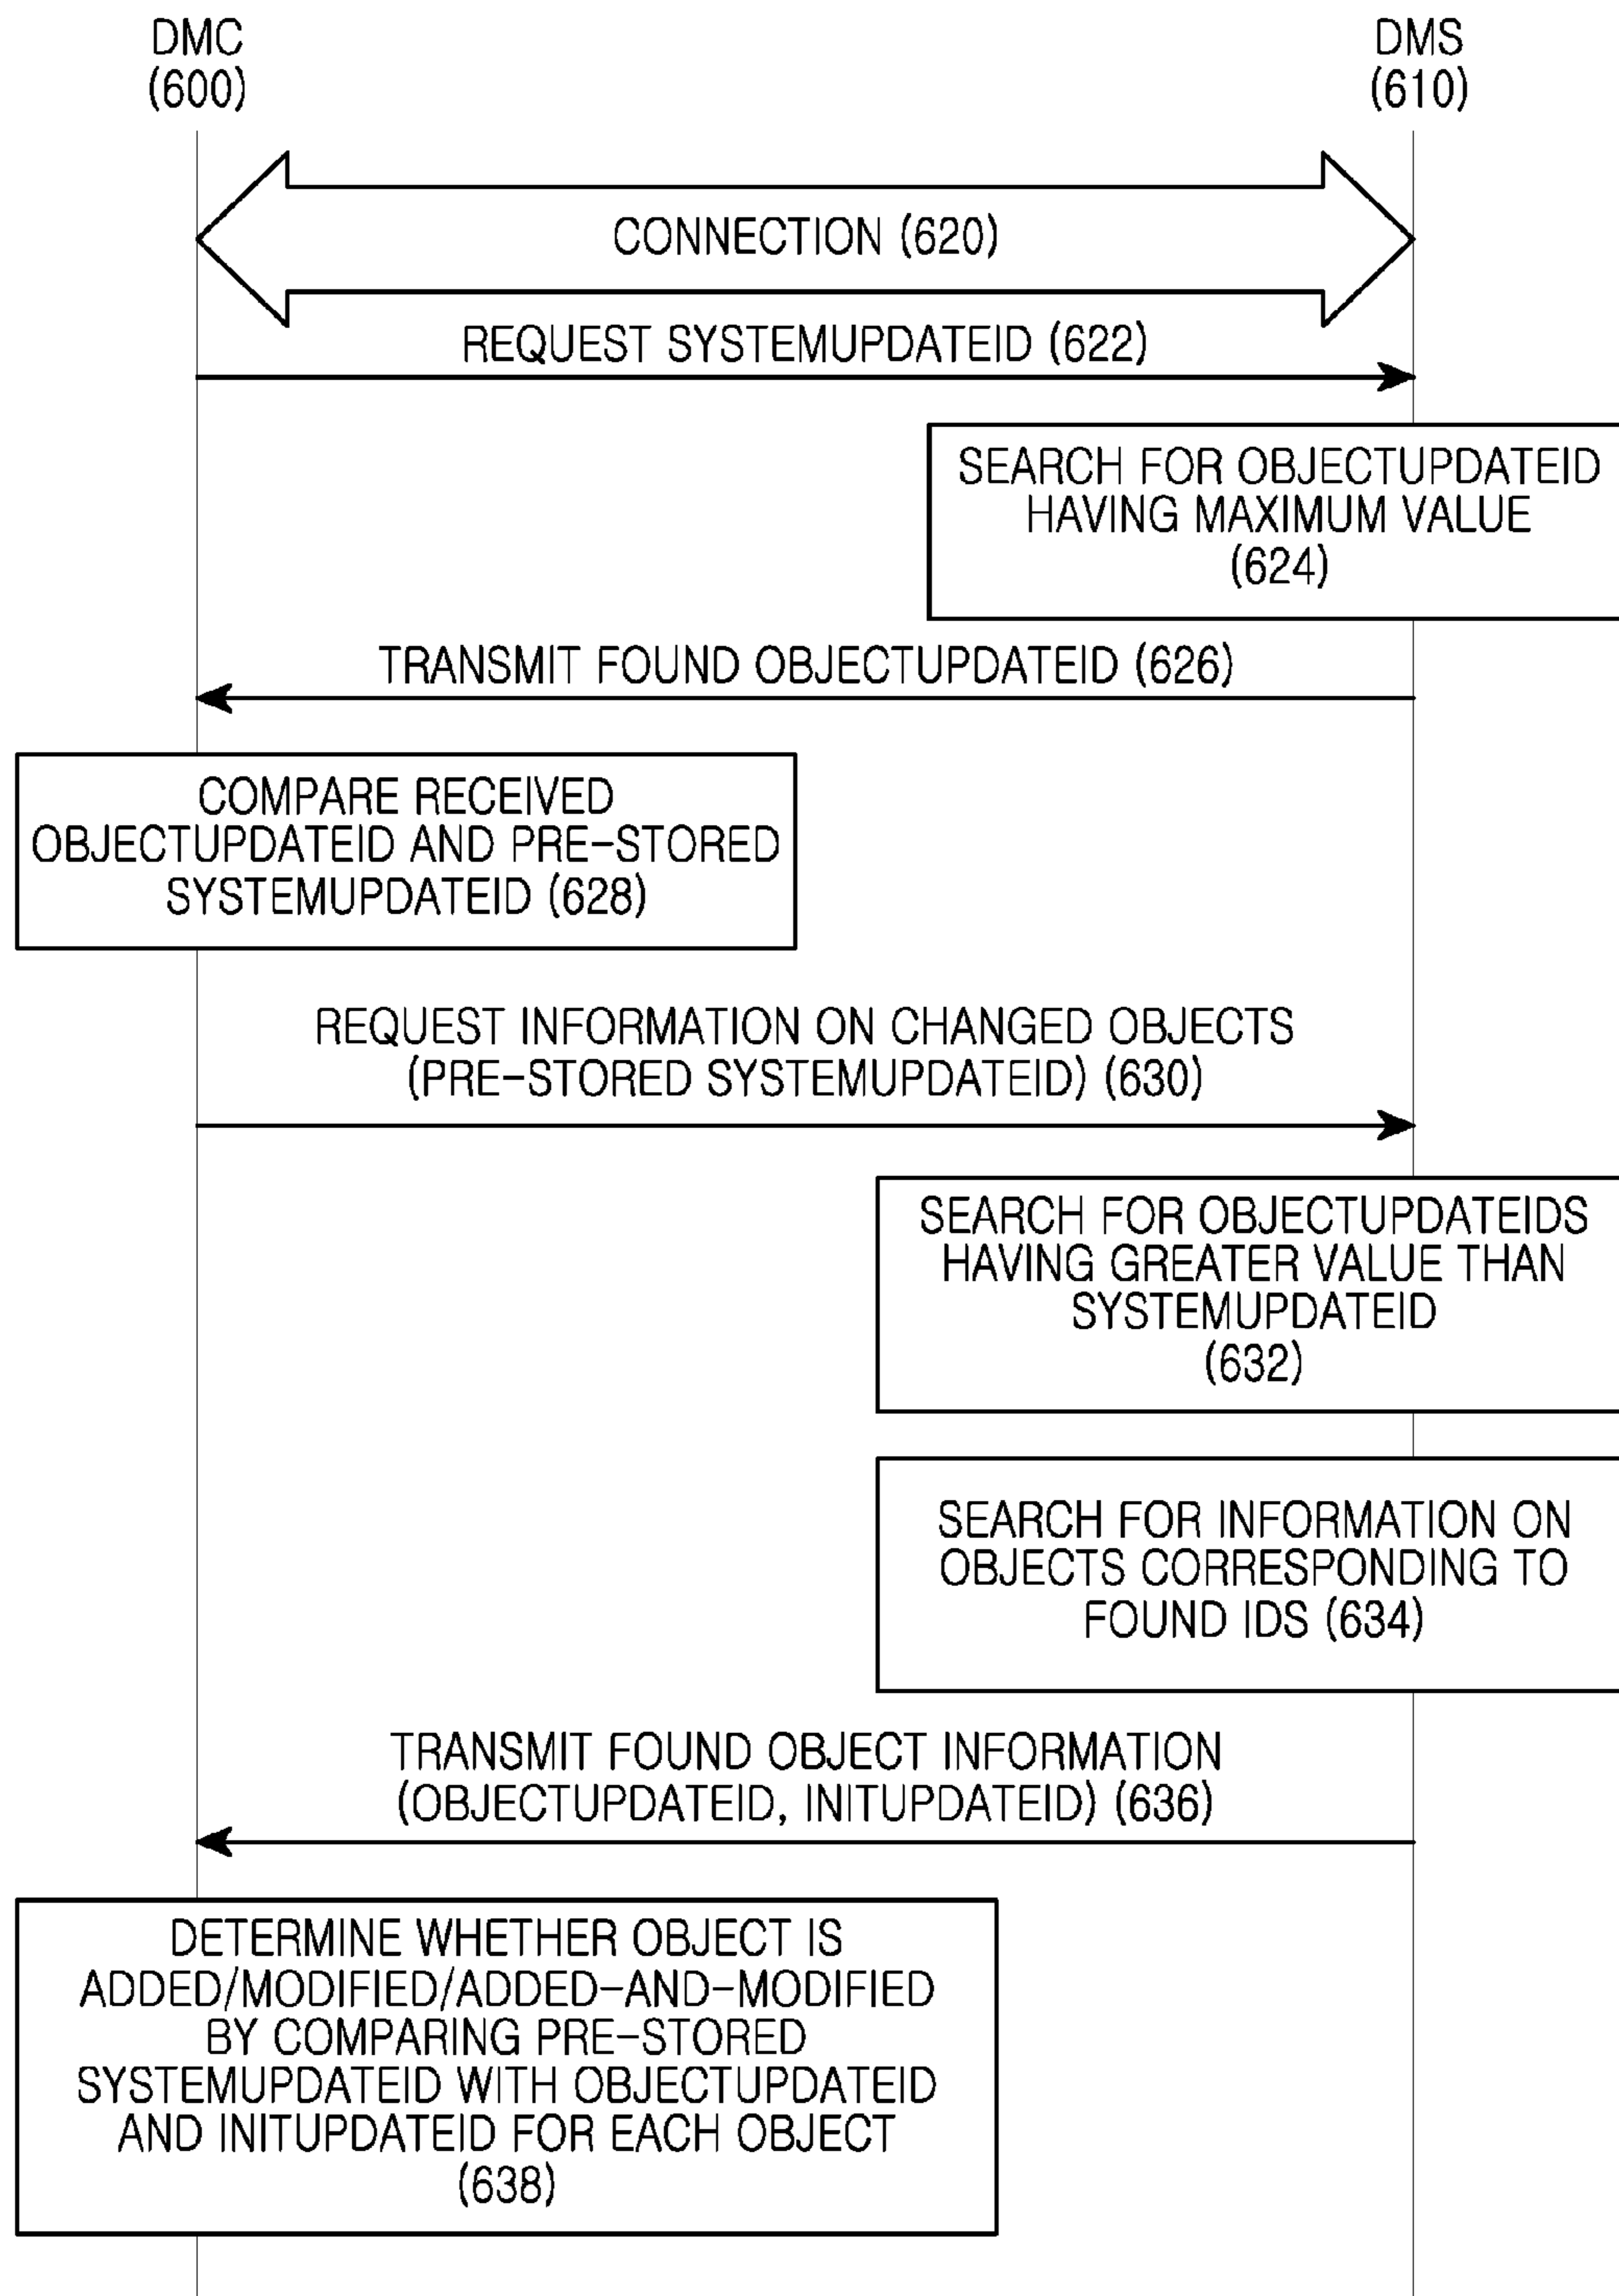 DMC
(600)
DMS
(610)
CONNECTION (620)
REQUEST SYSTEMUPDATEID (622)
SEARCH FOR OBJECTUPDATEID
HAVING MAXIMUM VALUE
(624)
TRANSMIT FOUND OBJECTUPDATEID (626)
COMPARE RECEIVED
OBJECTUPDATEID AND PRE-STORED
SYSTEMUPDATEID (628)
REQUEST INFORMATION ON CHANGED OBJECTS
(PRE-STORED SYSTEMUPDATEID) (630)
SEARCH FOR OBJECTUPDATEIDS
HAVING GREATER VALUE THAN
SYSTEMUPDATEID
(632)
SEARCH FOR INFORMATION ON
OBJECTS CORRESPONDING TO
FOUND IDS (634)
TRANSMIT FOUND OBJECT INFORMATION
(OBJECTUPDATEID, INITUPDATEID) (636)
DETERMINE WHETHER OBJECT IS
ADDED/MODIFIED/ADDED-AND-MODIFIED
BY COMPARING PRE-STORED
SYSTEMUPDATEID WITH OBJECTUPDATEID
AND INITUPDATEID FOR EACH OBJECT
(638)